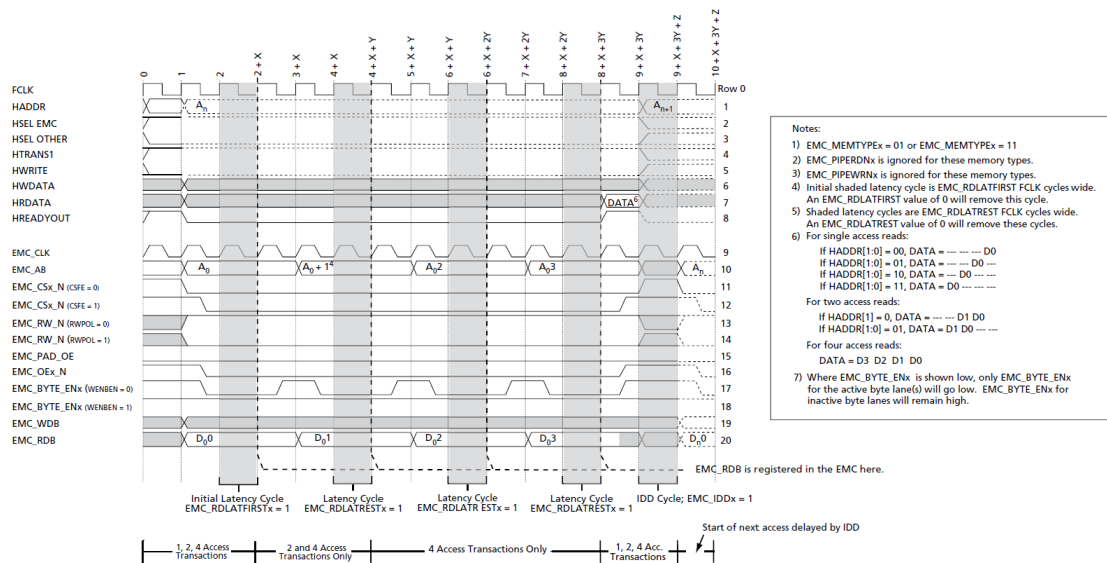 0
1
2
2 + X
3 + X
4 + X
4 + X + Y
5 + X + Y
6 + X + Y
6 + X + 2Y
7 + X + 2Y
8 + X + 2Y
8 + X + 3Y
9 + X + 3Y
9 + X + 3Y + Z
10 + X + 3Y + Z
FCLK Row 0
HADDR An An+1 1
HSEL EMC 2
HSEL OTHER 3
HTRANS1 4
HWRITE 5
HWDATA 6
HRDATA DATA6 7
HREADYOUT 8
EMC_CLK 9
EMC_AB A0 A0 + 14 A02 A03 An 10
EMC_CSx_N (CSFE = 0) 11
EMC_CSx_N (CSFE = 1) 12
EMC_RW_N (RWPOL = 0) 13
EMC_RW_N (RWPOL = 1) 14
EMC_PAD_OE 15
EMC_OEx_N 16
EMC_BYTE_ENx (WENBEN = 0) 17
EMC_BYTE_ENx (WENBEN = 1) 18
EMC_WDB 19
EMC_RDB D00 D01 D02 D03 Dn0 20
EMC_RDB is registered in the EMC here.
Initial Latency Cycle
EMC_RDLATFIRSTx = 1
Latency Cycle
EMC_RDLATRESTx = 1
Latency Cycle
EMC_RDLATR ESTx = 1
Latency Cycle
EMC_RDLATRESTx = 1
IDD Cycle; EMC_IDDx = 1
Start of next access delayed by IDD
1, 2, 4 Access
Transactions
2 and 4 Access
Transactions Only
4 Access Transactions Only
1, 2, 4 Acc.
Transactions
Notes:
1) EMC_MEMTYPEx = 01 or EMC_MEMTYPEx = 11
2) EMC_PIPERDNx is ignored for these memory types.
3) EMC_PIPEWRNx is ignored for these memory types.
4) Initial shaded latency cycle is EMC_RDLATFIRST FCLK cycles wide.
An EMC_RDLATFIRST value of 0 will remove this cycle.
5) Shaded latency cycles are EMC_RDLATREST FCLK cycles wide.
An EMC_RDLATREST value of 0 will remove these cycles.
6) For single access reads:
If HADDR[1:0] = 00, DATA = --- --- --- D0
If HADDR[1:0] = 01, DATA = --- --- D0 ---
If HADDR[1:0] = 10, DATA = --- D0 --- ---
If HADDR[1:0] = 11, DATA = D0 --- --- ---
For two access reads:
If HADDR[1] = 0, DATA = --- --- D1 D0
If HADDR[1:0] = 01, DATA = D1 D0 --- ---
For four access reads:
DATA = D3 D2 D1 D0
7) Where EMC_BYTE_ENx is shown low, only EMC_BYTE_ENx
for the active byte lane(s) will go low. EMC_BYTE_ENx for
inactive byte lanes will remain high.